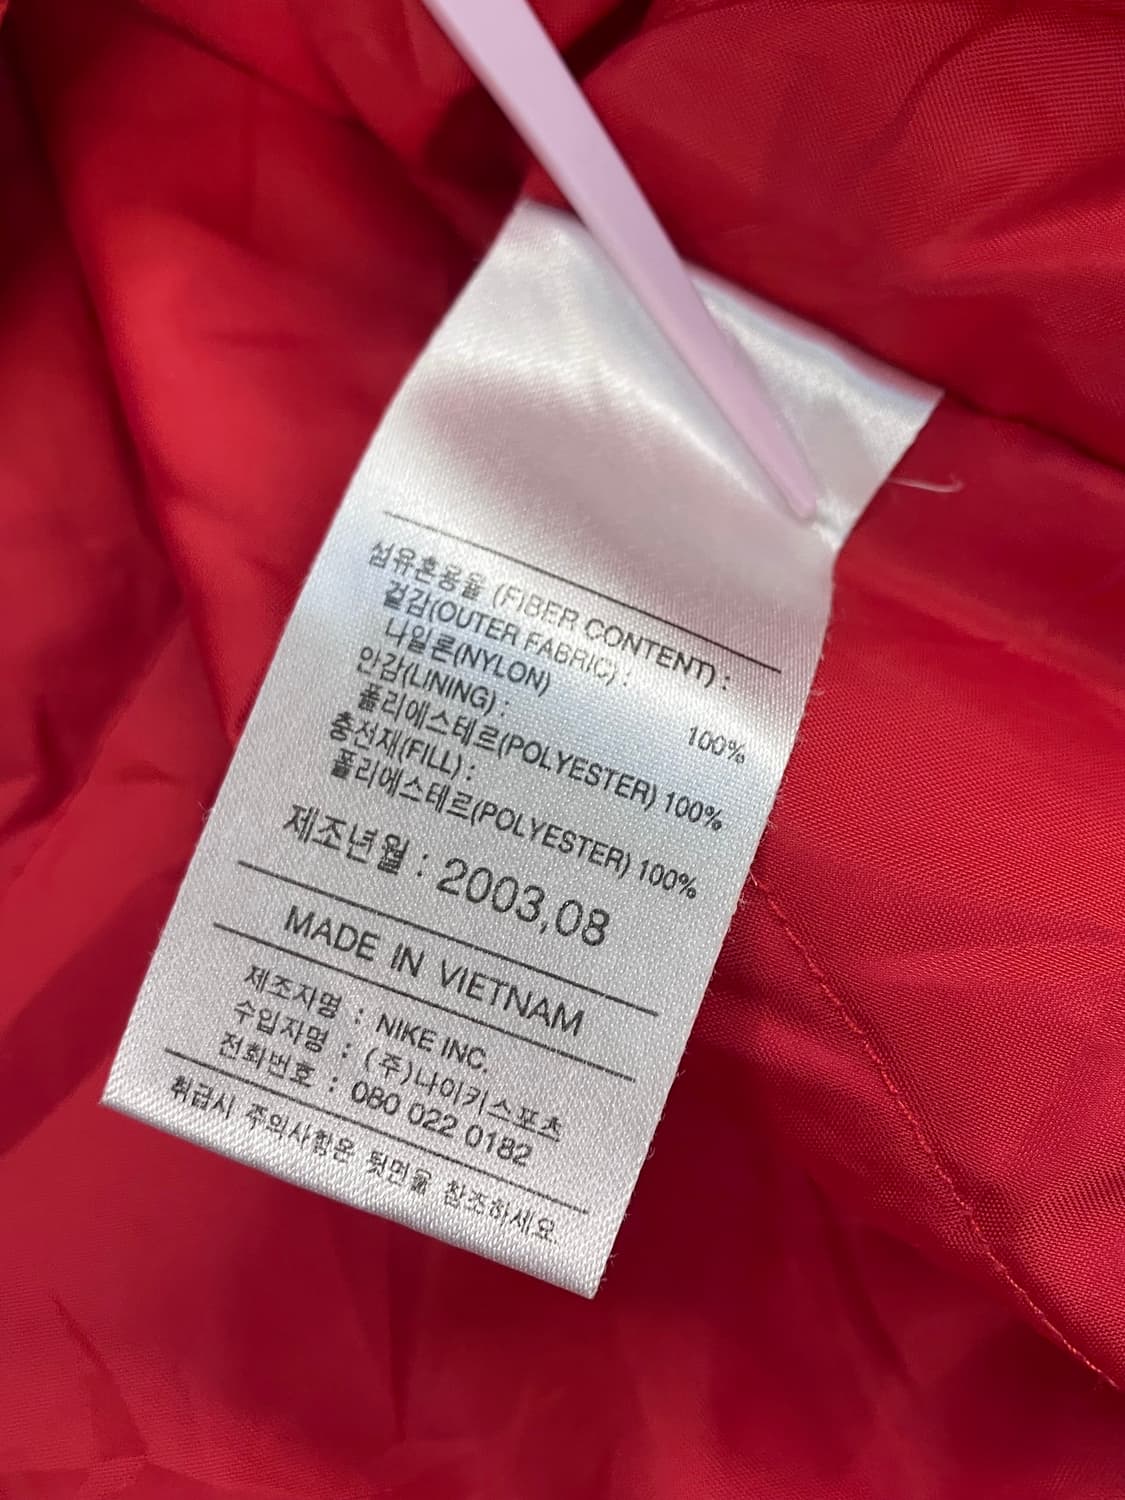 섬유혼용율 (FIBER CONTENT) :
겉감(OUTER FABRIC) :
나일론(NYLON) 100%
안감(LINING) :
폴리에스테르(POLYESTER) 100%
충전재(FILL) :
폴리에스테르(POLYESTER) 100%
제조년월 : 2003,08
MADE IN VIETNAM
제조자명 : NIKE INC.
수입자명 : (주)나이키스포츠
전화번호 : 080 022 0182
취급시 주의사항은 뒷면을 참조하세요